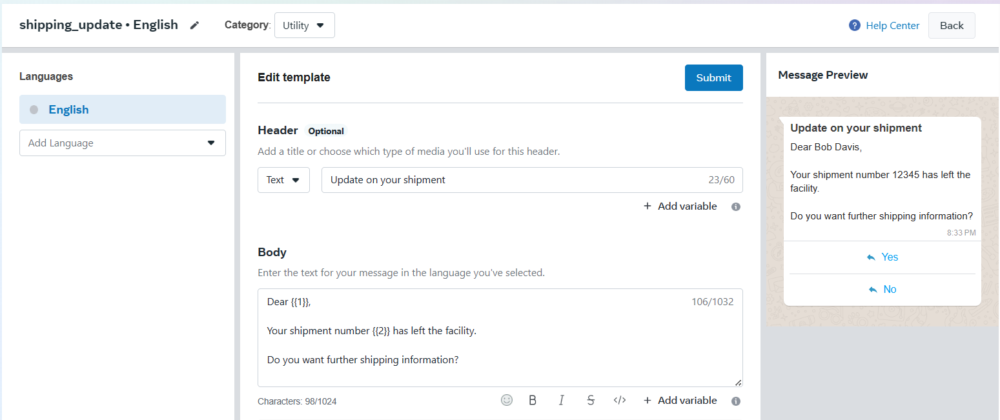 shipping_update • English
Category: Utility
Help Center
Back
Languages
English
Add Language
Edit template
Submit
Header Optional
Add a title or choose which type of media you'll use for this header.
Text
Update on your shipment 23/60
+ Add variable
Body
Enter the text for your message in the language you've selected.
Dear {{1}}, 106/1032
Your shipment number {{2}} has left the facility.
Do you want further shipping information?
Characters: 98/1024
B I S </> + Add variable
Message Preview
Update on your shipment
Dear Bob Davis,
Your shipment number 12345 has left the
facility.
Do you want further shipping information?
8:33 PM
Yes
No